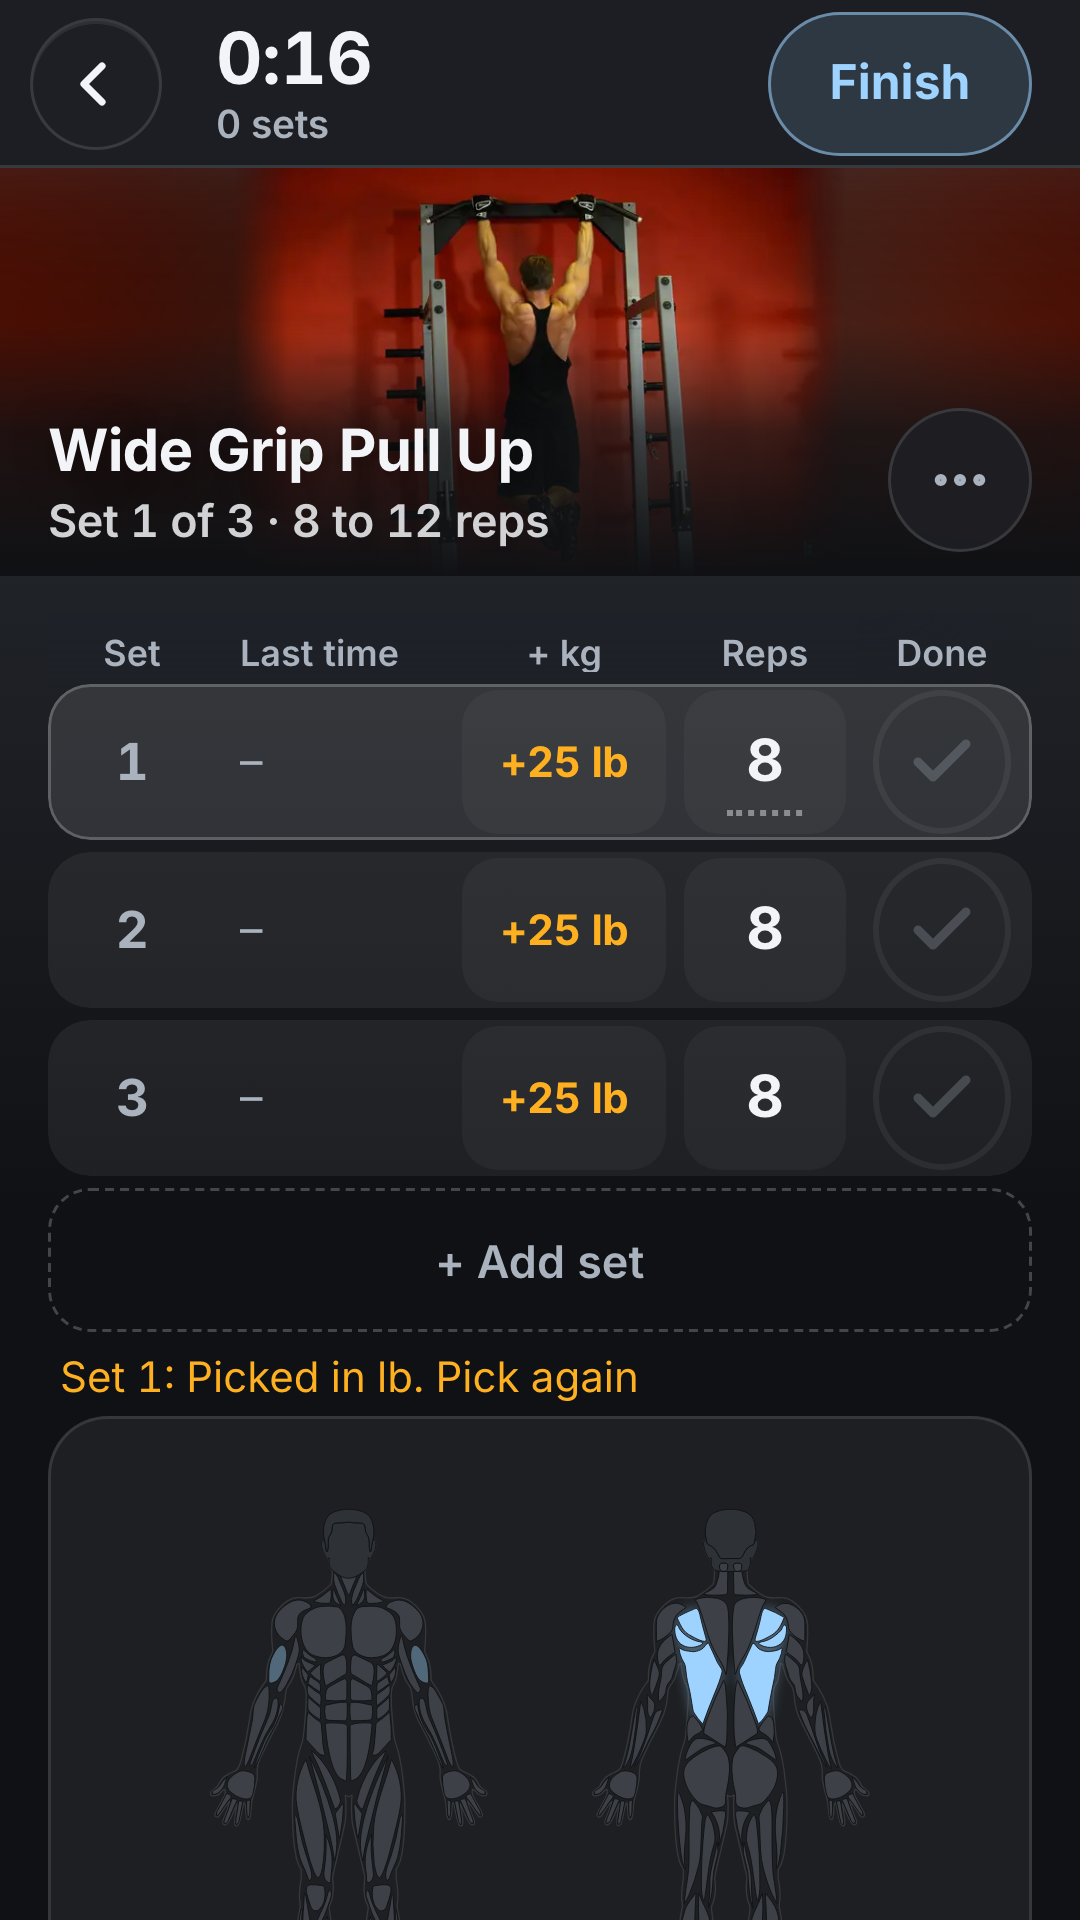 0:16
0 sets
Finish
Wide Grip Pull Up
Set 1 of 3 · 8 to 12 reps
Set Last time + kg Reps Done
1 – +25 lb 8
2 – +25 lb 8
3 – +25 lb 8
+ Add set
Set 1: Picked in lb. Pick again